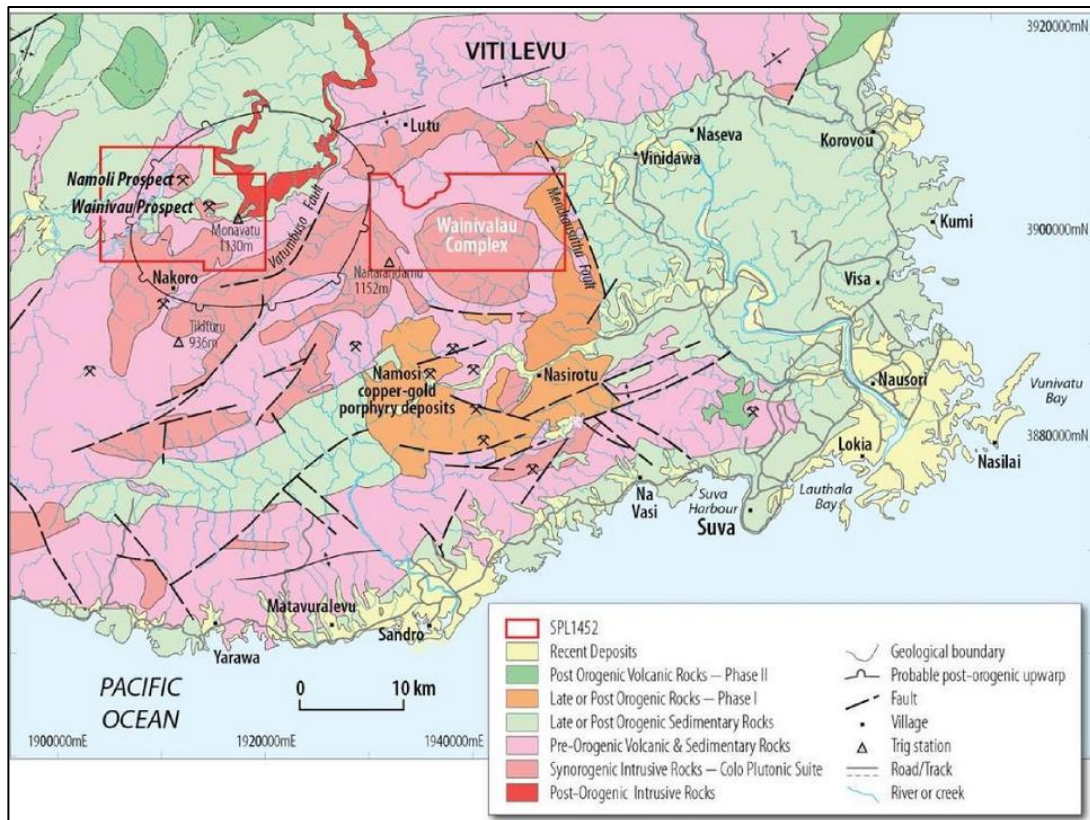 3920000mN
VITI LEVU
Lutu
Naseva
Korovou
Vinidawa
Namoli Prospect
Wainivau Prospect
Monavatu
1130m
Vatumbuso Fault
Wainivalau
Complex
Mendrausuthu Fault
Kumi
3900000mN
Nakoro
Naitarandamu
1152m
Visa
Tikituru
936m
Namosi
copper-gold
porphyry deposits
Nasirotu
Nausori
Vunivatu
Bay
3880000mN
Lokia
Nasilai
Na
Vasi
Suva
Harbour
Suva
Lauthala
Bay
Matavuralevu
Sandro
Yarawa
PACIFIC
OCEAN
0 10 km
1900000mE
1920000mE
1940000mE
SPL1452
Recent Deposits
Post Orogenic Volcanic Rocks — Phase II
Late or Post Orogenic Rocks — Phase I
Late or Post Orogenic Sedimentary Rocks
Pre-Orogenic Volcanic & Sedimentary Rocks
Synorogenic Intrusive Rocks — Colo Plutonic Suite
Post-Orogenic Intrusive Rocks
Geological boundary
Probable post-orogenic upwarp
Fault
Village
Trig station
Road/Track
River or creek